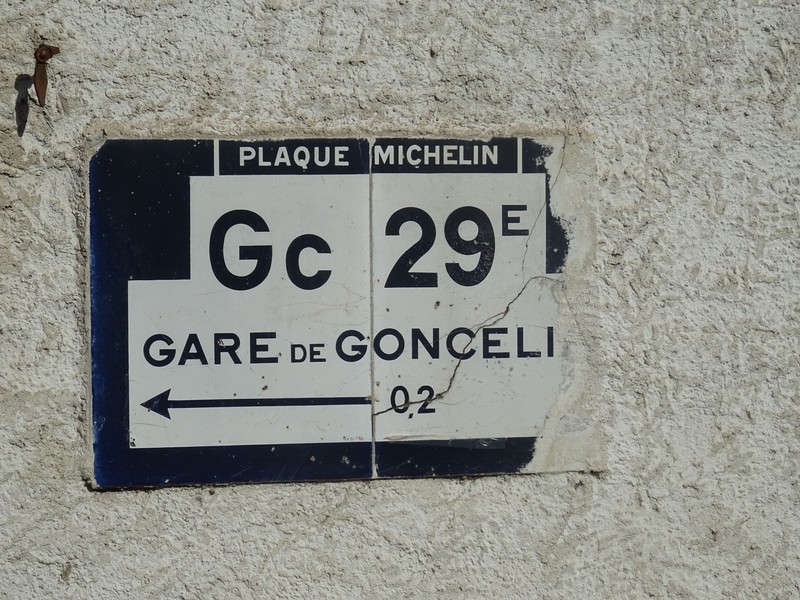 PLAQUE MICHELIN
Gc 29E
GARE DE GONCELI
0,2